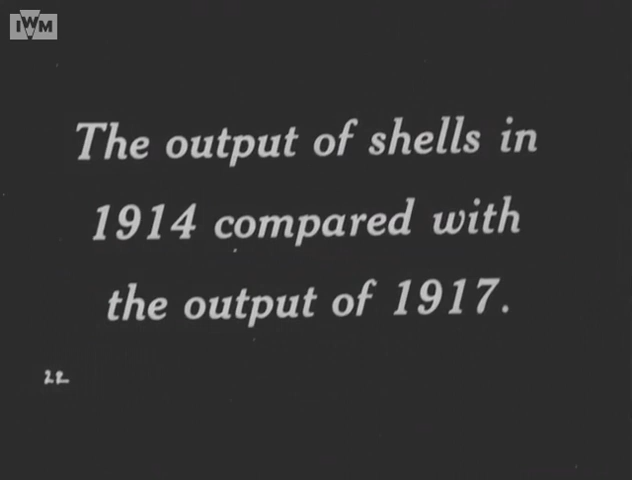 IWM
The output of shells in
1914 compared with
the output of 1917.
22